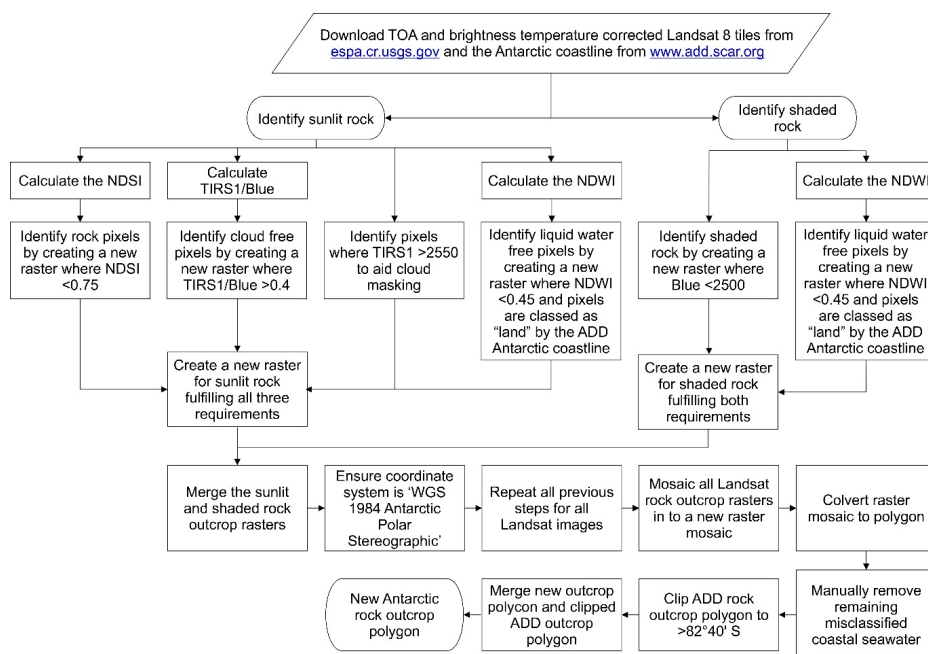 Download TOA and brightness temperature corrected Landsat 8 tiles from
espa.cr.usgs.gov and the Antarctic coastline from www.add.scar.org
Identify sunlit rock
Identify shaded
rock
Calculate the NDSI
Calculate
TIRS1/Blue
Calculate the NDWI
Calculate the NDWI
Identify rock pixels
by creating a new
raster where NDSI
<0.75
Identify cloud free
pixels by creating a
new raster where
TIRS1/Blue >0.4
Identify pixels
where TIRS1 >2550
to aid cloud
masking
Identify liquid water
free pixels by
creating a new
raster where NDWI
<0.45 and pixels
are classed as
“land” by the ADD
Antarctic coastline
Identify shaded
rock by creating
a new raster where
Blue <2500
Identify liquid water
free pixels by
creating a new
raster where NDWI
<0.45 and pixels
are classed as
“land” by the ADD
Antarctic coastline
Create a new raster
for sunlit rock
fulfilling all three
requirements
Create a new raster
for shaded rock
fulfilling both
requirements
Merge the sunlit
and shaded rock
outcrop rasters
Ensure coordinate
system is ‘WGS
1984 Antarctic
Polar
Stereographic’
Repeat all previous
steps for all
Landsat images
Mosaic all Landsat
rock outcrop rasters
in to a new raster
mosaic
Colvert raster
mosaic to polygon
Manually remove
remaining
misclassified
coastal seawater
Clip ADD rock
outcrop polygon to
>82°40' S
Merge new outcrop
polycon and clipped
ADD outcrop
polygon
New Antarctic
rock outcrop
polygon